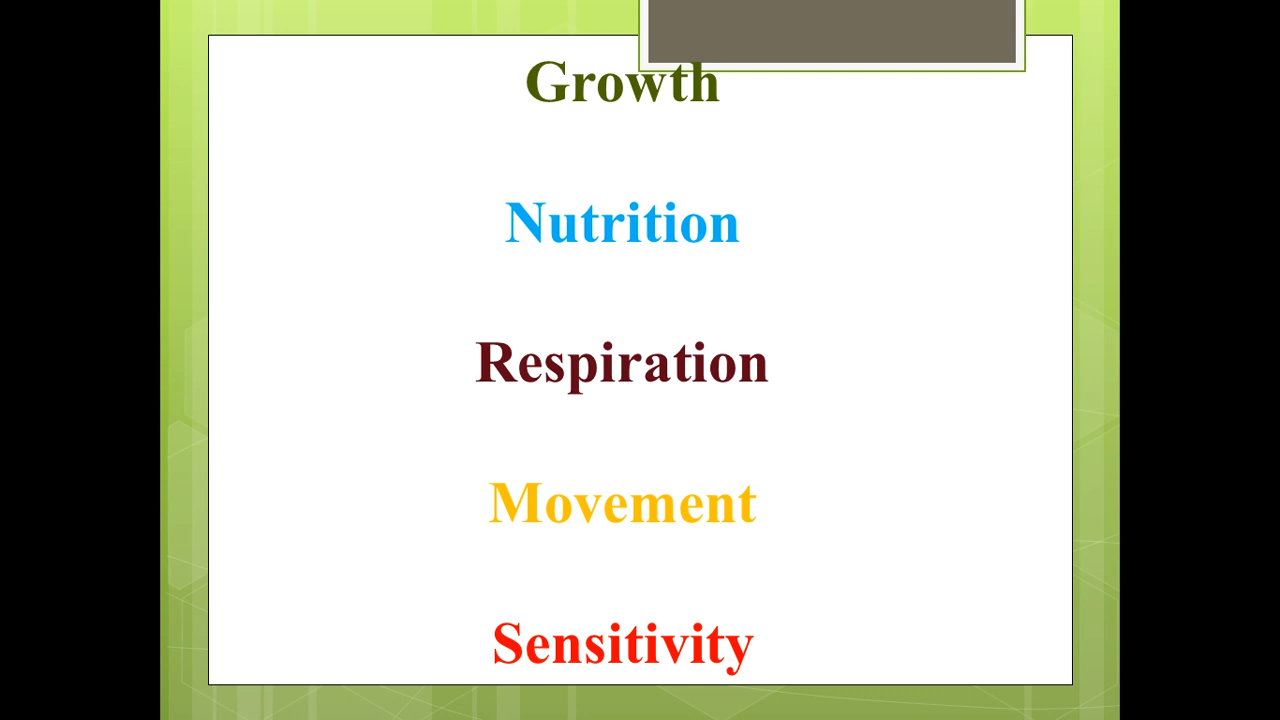 Growth
Nutrition
Respiration
Movement
Sensitivity